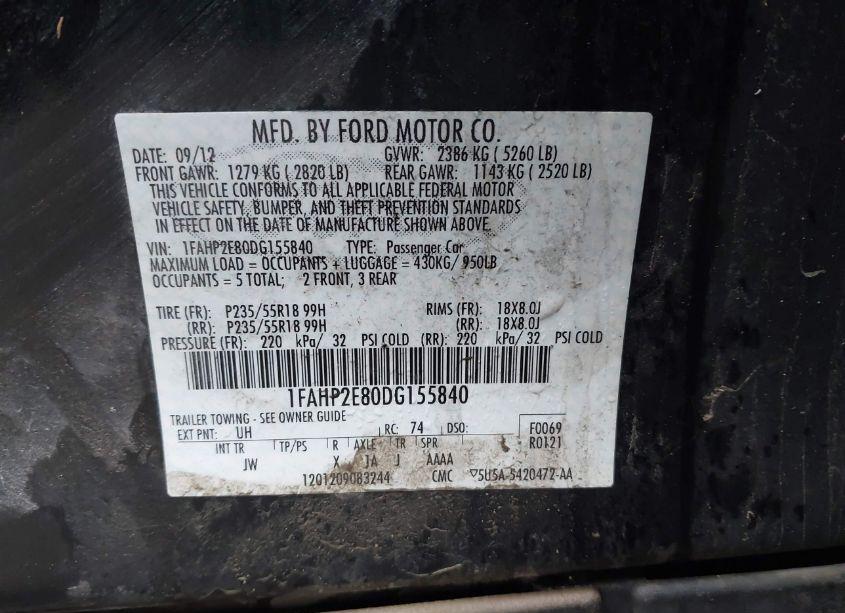 MFD. BY FORD MOTOR CO.
DATE: 09/12 GVWR: 2386 KG ( 5260 LB)
FRONT GAWR: 1279 KG ( 2820 LB) REAR GAWR: 1143 KG ( 2520 LB)
THIS VEHICLE CONFORMS TO ALL APPLICABLE FEDERAL MOTOR
VEHICLE SAFETY, BUMPER, AND THEFT PREVENTION STANDARDS
IN EFFECT ON THE DATE OF MANUFACTURE SHOWN ABOVE.
VIN: 1FAHP2E80DG155840 TYPE: Passenger Car
MAXIMUM LOAD = OCCUPANTS + LUGGAGE = 430KG/ 950LB
OCCUPANTS = 5 TOTAL; 2 FRONT, 3 REAR
TIRE (FR): P235/55R18 99H RIMS (FR): 18X8.0J
(RR): P235/55R18 99H (RR): 18X8.0J
PRESSURE (FR): 220 kPa/ 32 PSI COLD (RR): 220 kPa/ 32 PSI COLD
1FAHP2E80DG155840
TRAILER TOWING - SEE OWNER GUIDE
EXT PNT: UH RC: 74 DSO: F0069
R0121
INT TR TP/PS R AXLE TR SPR
JW X JA J AAAA
1201209083244 CMC ▽5U5A-5420472-AA